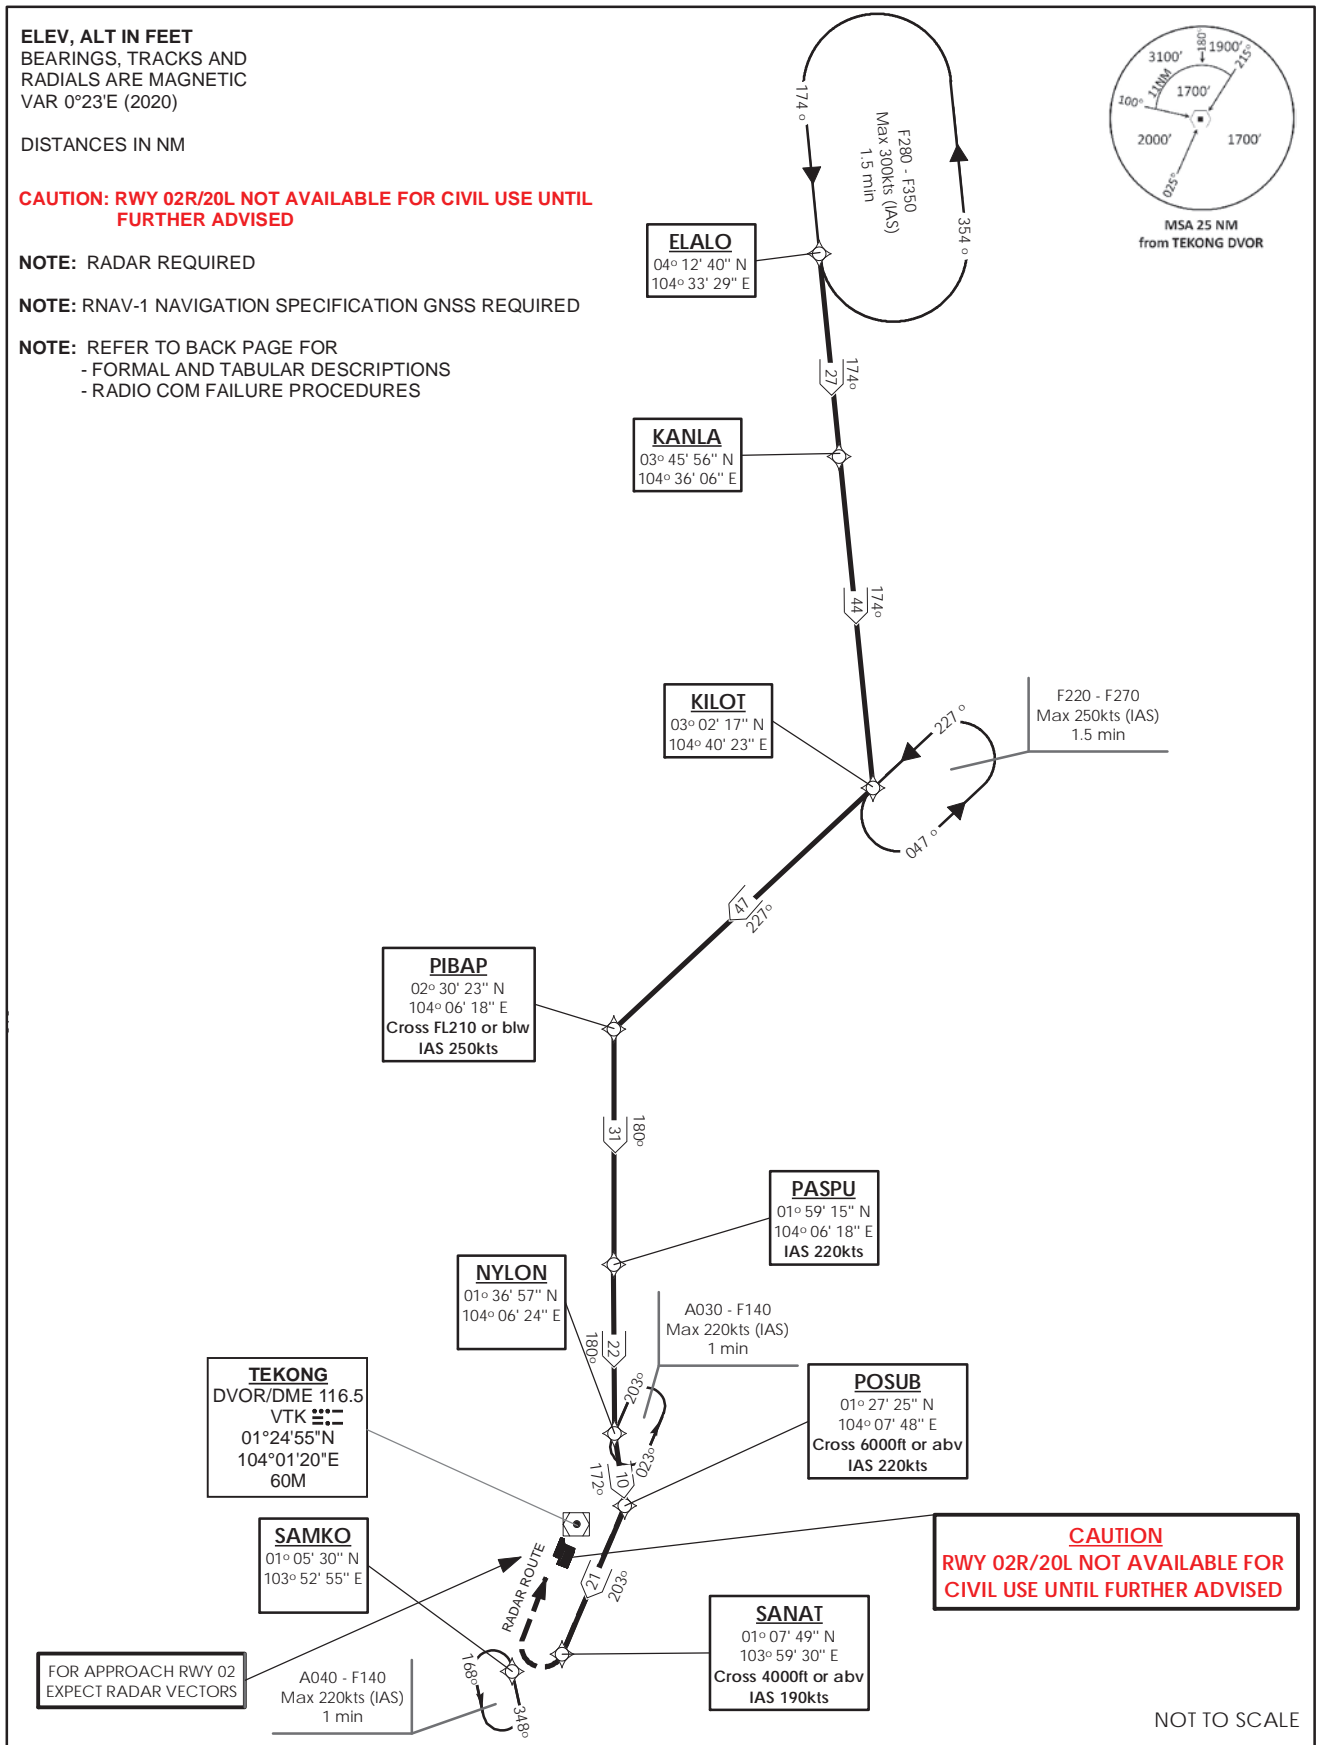 ELEV, ALT IN FEET
BEARINGS, TRACKS AND
RADIALS ARE MAGNETIC
VAR 0°23'E (2020)
DISTANCES IN NM
CAUTION: RWY 02R/20L NOT AVAILABLE FOR CIVIL USE UNTIL
FURTHER ADVISED
NOTE: RADAR REQUIRED
NOTE: RNAV-1 NAVIGATION SPECIFICATION GNSS REQUIRED
NOTE: REFER TO BACK PAGE FOR
- FORMAL AND TABULAR DESCRIPTIONS
- RADIO COM FAILURE PROCEDURES
174°
F280 - F350
Max 300kts (IAS)
1.5 min
354°
180°
3100'
1900'
215°
11NM
1700'
100°
2000'
1700'
025°
MSA 25 NM
from TEKONG DVOR
ELALO
04° 12' 40" N
104° 33' 29" E
27
174°
KANLA
03° 45' 56" N
104° 36' 06" E
44
174°
KILOT
03° 02' 17" N
104° 40' 23" E
227°
047°
F220 - F270
Max 250kts (IAS)
1.5 min
47
227°
PIBAP
02° 30' 23" N
104° 06' 18" E
Cross FL210 or blw
IAS 250kts
31
180°
PASPU
01° 59' 15" N
104° 06' 18" E
IAS 220kts
NYLON
01° 36' 57" N
104° 06' 24" E
22
180°
A030 - F140
Max 220kts (IAS)
1 min
203°
023°
TEKONG
DVOR/DME 116.5
VTK
01°24'55"N
104°01'20"E
60M
10
172°
POSUB
01° 27' 25" N
104° 07' 48" E
Cross 6000ft or abv
IAS 220kts
SAMKO
01° 05' 30" N
103° 52' 55" E
RADAR ROUTE
21
203°
CAUTION
RWY 02R/20L NOT AVAILABLE FOR
CIVIL USE UNTIL FURTHER ADVISED
SANAT
01° 07' 49" N
103° 59' 30" E
Cross 4000ft or abv
IAS 190kts
FOR APPROACH RWY 02
EXPECT RADAR VECTORS
A040 - F140
Max 220kts (IAS)
1 min
168°
348°
NOT TO SCALE